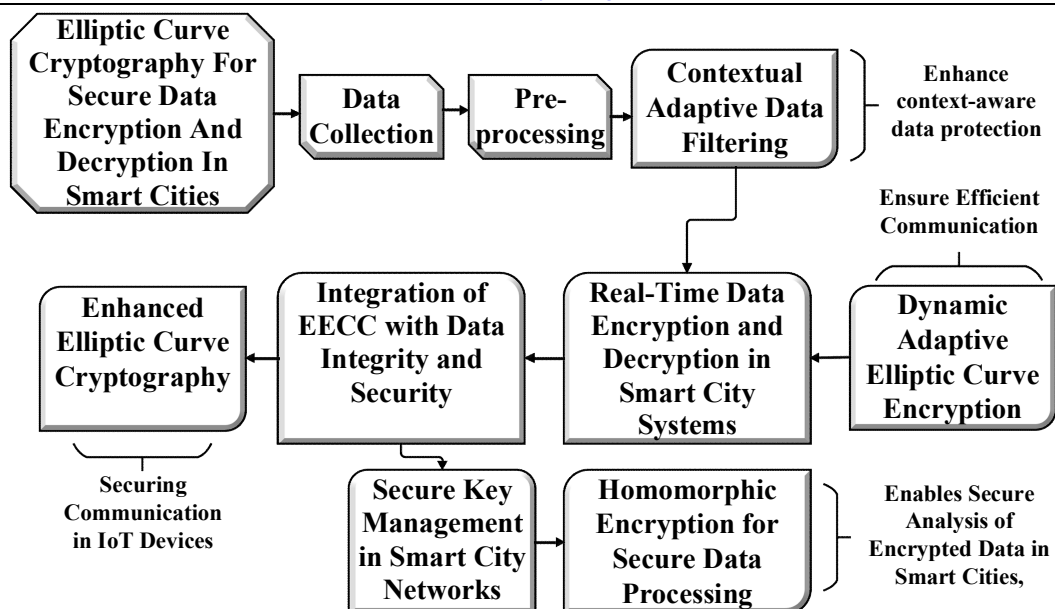 Elliptic Curve
Cryptography For
Secure Data
Encryption And
Decryption In
Smart Cities
Data
Collection
Pre-
processing
Contextual
Adaptive Data
Filtering
Enhance
context-aware
data protection
Ensure Efficient
Communication
Enhanced
Elliptic Curve
Cryptography
Integration of
EECC with Data
Integrity and
Security
Real-Time Data
Encryption and
Decryption in
Smart City
Systems
Dynamic
Adaptive
Elliptic Curve
Encryption
Securing
Communication
in IoT Devices
Secure Key
Management
in Smart City
Networks
Homomorphic
Encryption for
Secure Data
Processing
Enables Secure
Analysis of
Encrypted Data in
Smart Cities,